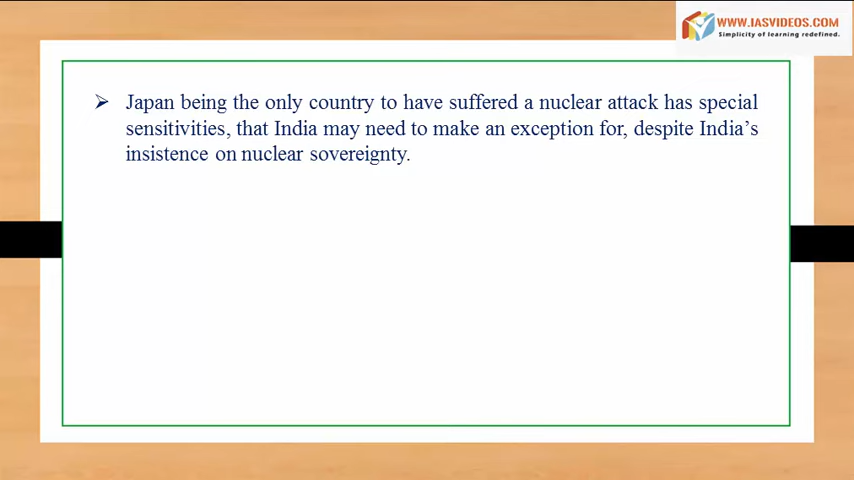 WWW.IASVIDEOS.COM
Simplicity of learning redefined.
➢ Japan being the only country to have suffered a nuclear attack has special
sensitivities, that India may need to make an exception for, despite India’s
insistence on nuclear sovereignty.